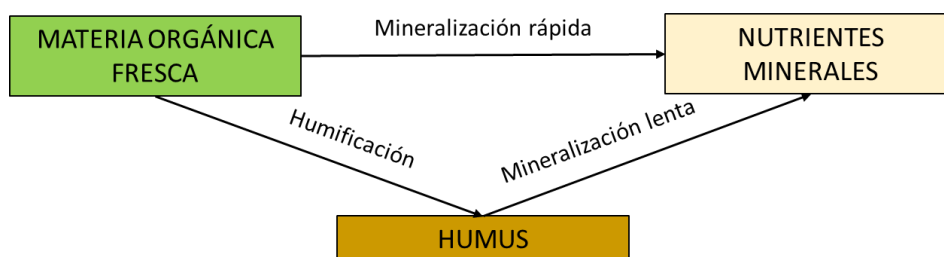 MATERIA ORGÁNICA
FRESCA
Mineralización rápida
NUTRIENTES
MINERALES
Humificación
Mineralización lenta
HUMUS